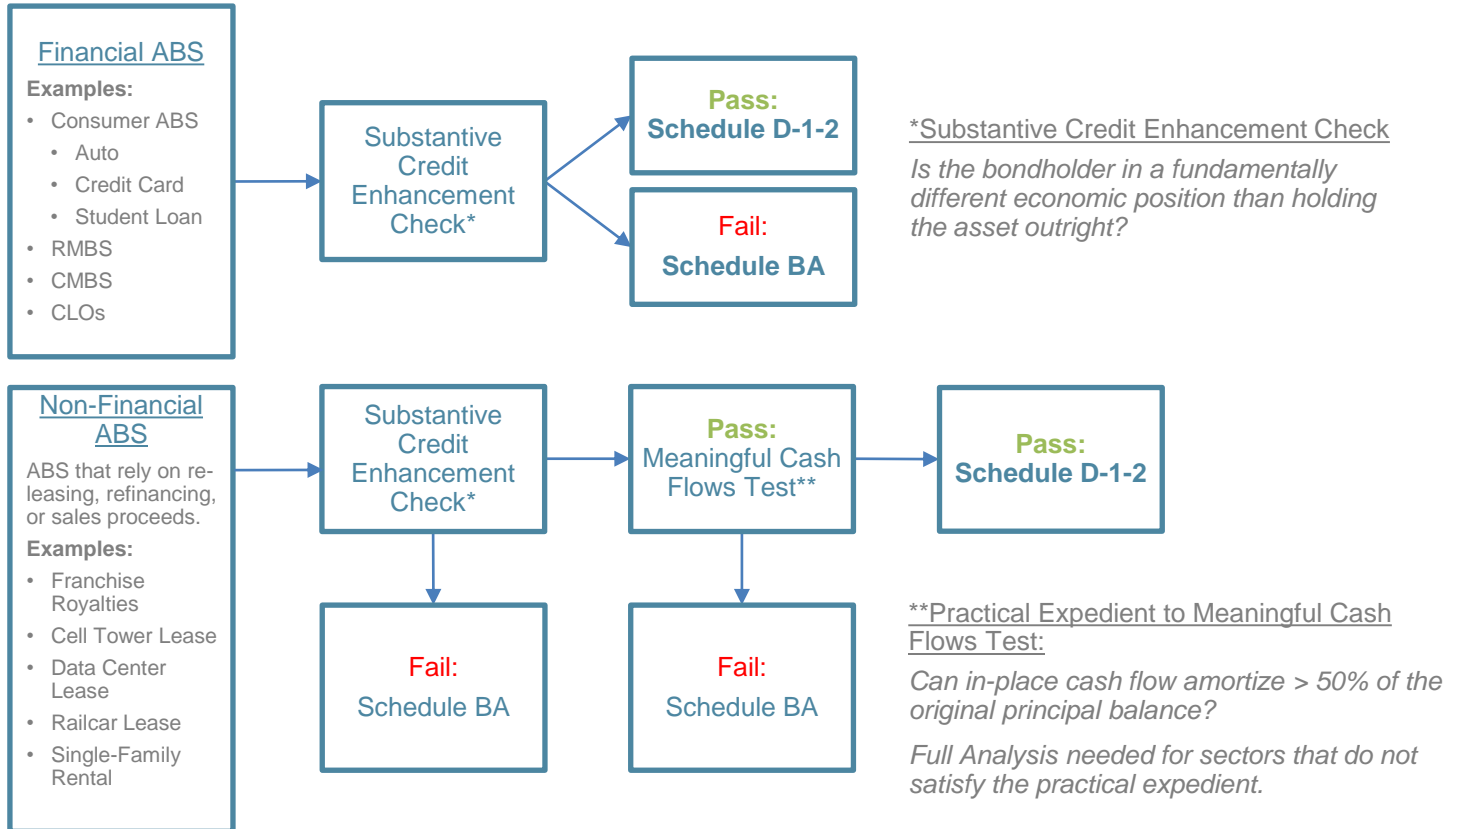 Financial ABS
Examples:
• Consumer ABS
• Auto
• Credit Card
• Student Loan
• RMBS
• CMBS
• CLOs
Substantive
Credit
Enhancement
Check*
Pass:
Schedule D-1-2
Fail:
Schedule BA
*Substantive Credit Enhancement Check
Is the bondholder in a fundamentally
different economic position than holding
the asset outright?
Non-Financial
ABS
ABS that rely on re-
leasing, refinancing,
or sales proceeds.
Examples:
• Franchise
Royalties
• Cell Tower Lease
• Data Center
Lease
• Railcar Lease
• Single-Family
Rental
Substantive
Credit
Enhancement
Check*
Pass:
Meaningful Cash
Flows Test**
Pass:
Schedule D-1-2
Fail:
Schedule BA
Fail:
Schedule BA
**Practical Expedient to Meaningful Cash
Flows Test:
Can in-place cash flow amortize > 50% of the
original principal balance?
Full Analysis needed for sectors that do not
satisfy the practical expedient.